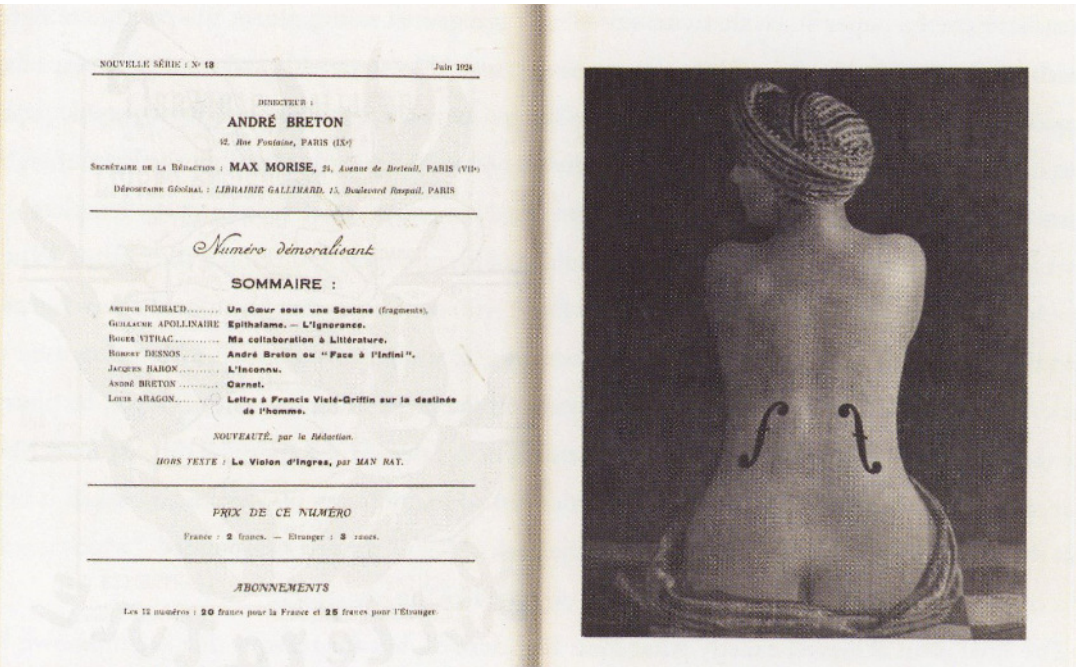 NOUVELLE SÉRIE : N° 13 Juin 1924
DIRECTEUR :
ANDRÉ BRETON
42, Rue Fontaine, PARIS (IXe)
SECRÉTAIRE DE LA RÉDACTION : MAX MORISE, 24, Avenue de Breteuil, PARIS (VIIe)
DÉPOSITAIRE GÉNÉRAL : LIBRAIRIE GALLIMARD, 15, Boulevard Raspail, PARIS
Numéro démoralisant
SOMMAIRE :
ARTHUR RIMBAUD........ Un Cœur sous une Soutane (fragments).
GUILLAUME APOLLINAIRE Epithalame. — L'Ignorance.
ROGER VITRAC........... Ma collaboration à Littérature.
ROBERT DESNOS ........ André Breton ou "Face à l'Infini".
JACQUES BARON......... L'Inconnu.
ANDRÉ BRETON .......... Carnet.
LOUIS ARAGON........... Lettre à Francis Vielé-Griffin sur la destinée
de l'homme.
NOUVEAUTÉ, par la Rédaction.
HORS TEXTE : Le Violon d'Ingres, par MAN RAY.
PRIX DE CE NUMÉRO
France : 2 francs. — Etranger : 3
ABONNEMENTS
Les 12 numéros : 20 francs pour la France et 25 francs pour l'Étranger.